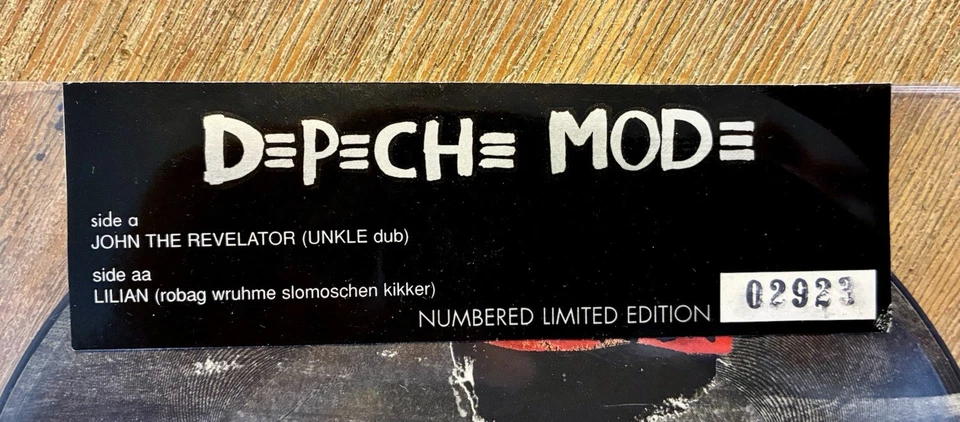 DEPECHE MODE
side a
JOHN THE REVELATOR (UNKLE dub)
side aa
LILIAN (robag wruhme slomoschen kikker)
NUMBERED LIMITED EDITION 02923